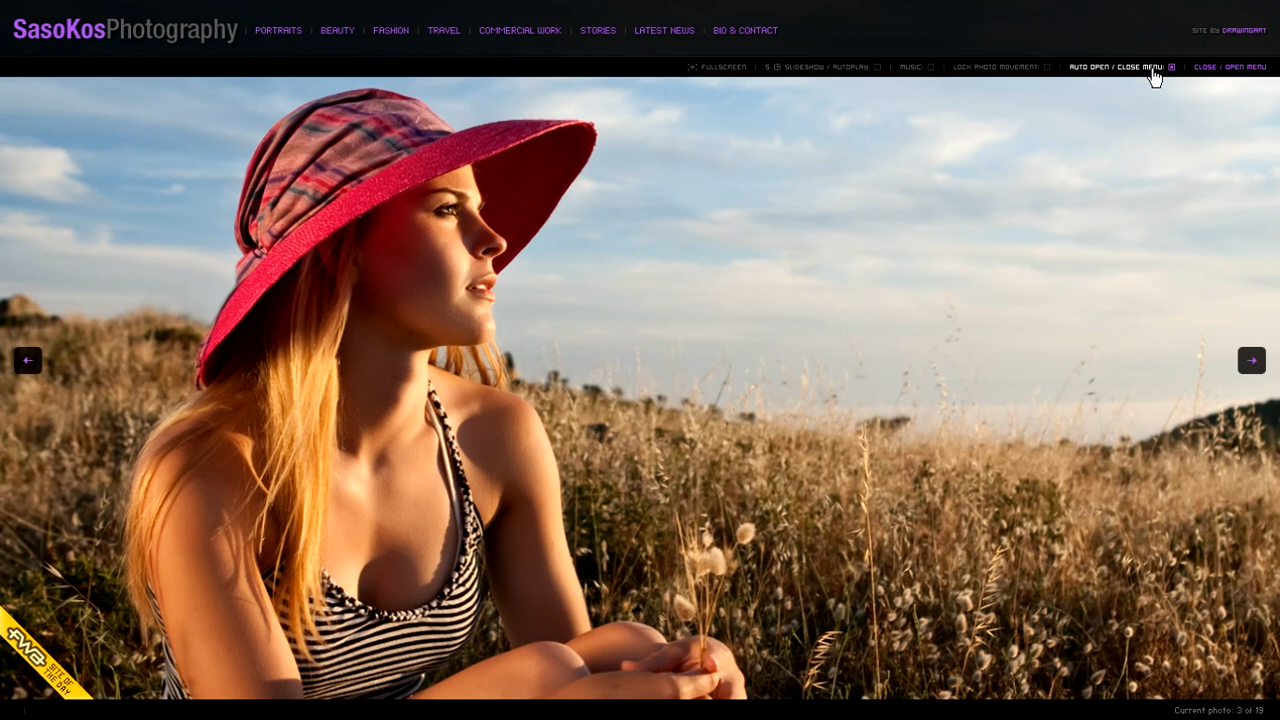 SasoKosPhotography
PORTRAITS | BEAUTY | FASHION | TRAVEL | COMMERCIAL WORK | STORIES | LATEST NEWS | BIO & CONTACT
SITE BY DRAWINGART
FULLSCREEN | 5 SLIDESHOW / AUTOPLAY: | MUSIC: | LOCK PHOTO MOVEMENT: | AUTO OPEN / CLOSE MENU: | CLOSE / OPEN MENU
FWA
SITE OF
THE DAY
Current photo: 3 of 19